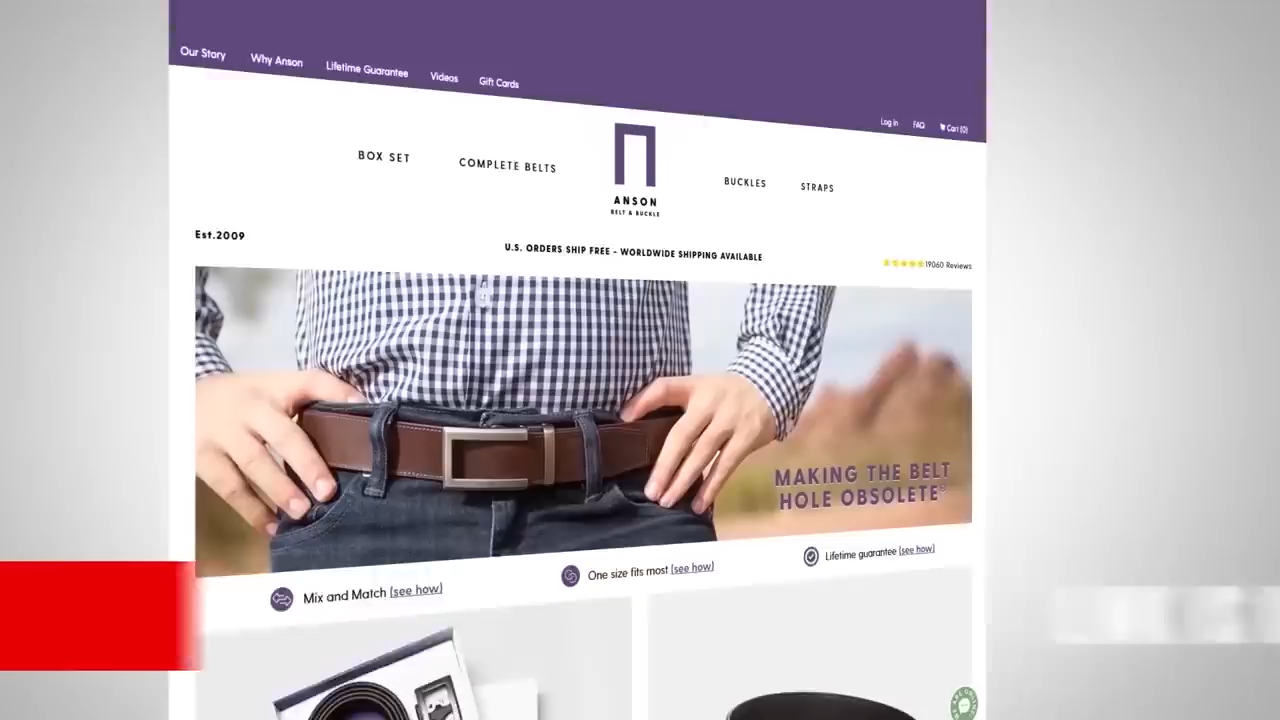 Our Story Why Anson Lifetime Guarantee Videos Gift Cards
Log in FAQ Cart (0)
BOX SET COMPLETE BELTS BUCKLES STRAPS
ANSON
BELT & BUCKLE
Est.2009
U.S. ORDERS SHIP FREE - WORLDWIDE SHIPPING AVAILABLE
19060 Reviews
MAKING THE BELT
HOLE OBSOLETE®
Mix and Match (see how)
One size fits most (see how)
Lifetime guarantee (see how)